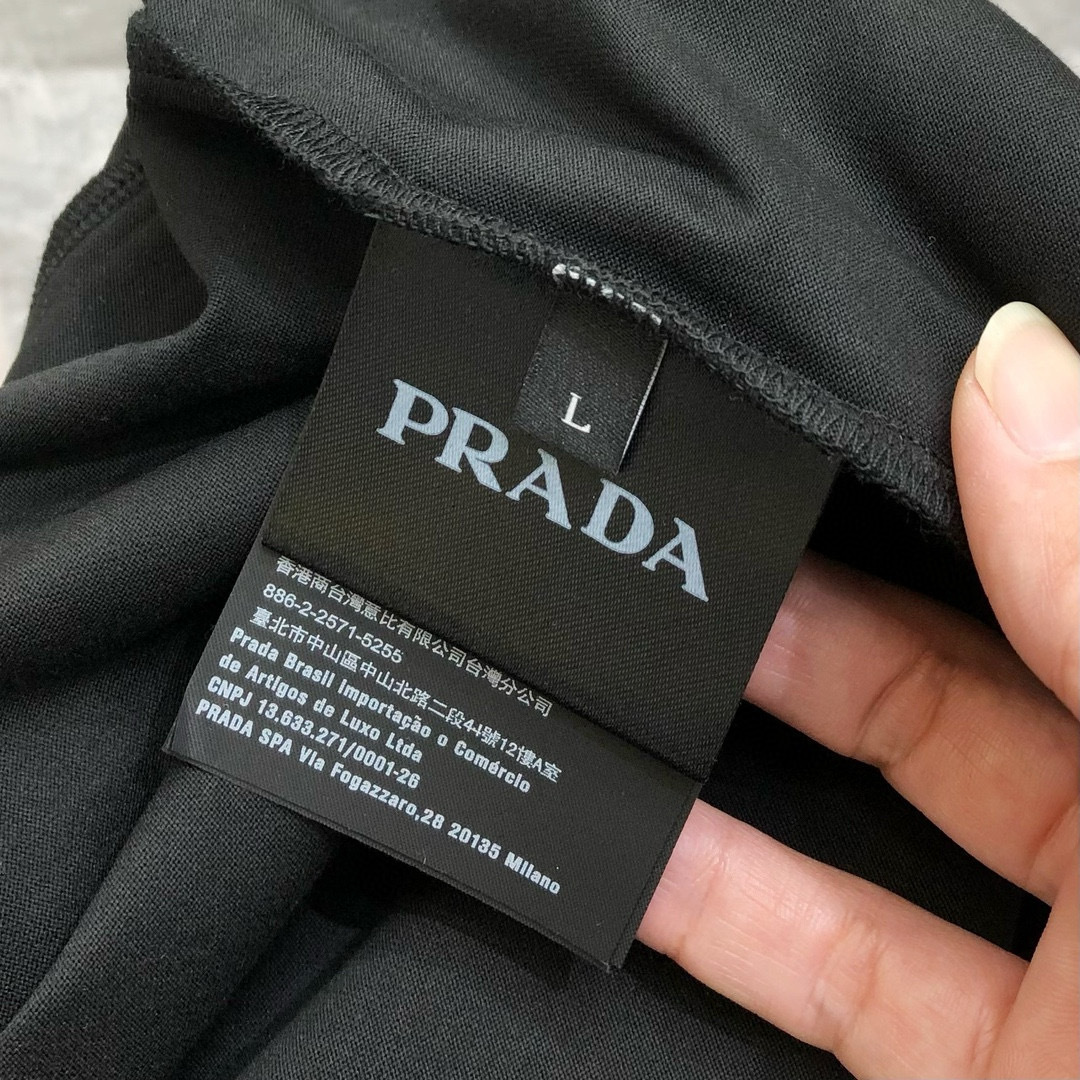 L
PRADA
香港商台灣意比有限公司台灣分公司
886-2-2571-5255
臺北市中山區中山北路二段44號12樓A室
Prada Brasil Importação o Comércio
de Artigos de Luxo Ltda
CNPJ 13.633.271/0001-26
PRADA SPA Via Fogazzaro,28 20135 Milano